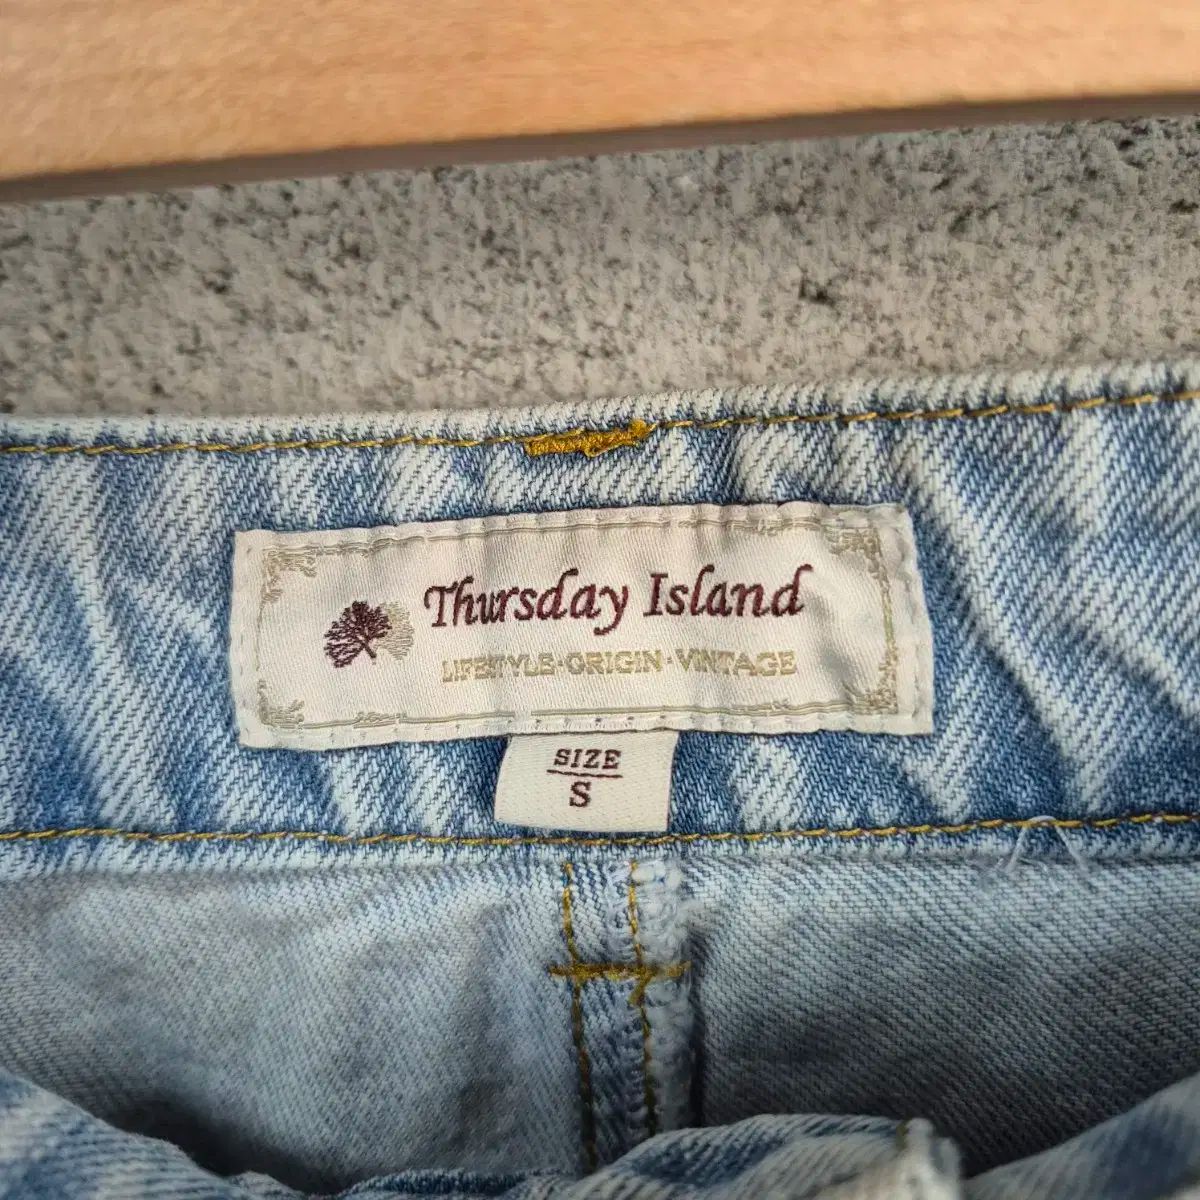 Thursday Island
LIFESTYLE·ORIGIN·VINTAGE
SIZE
S